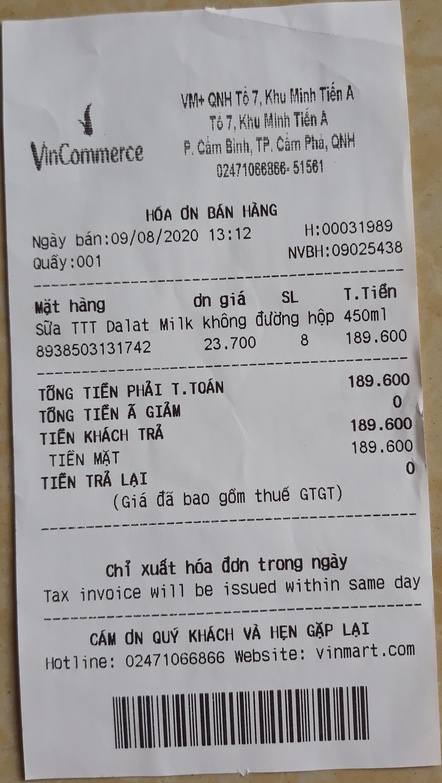 VinCommerce
VM+ QNH Tổ 7, Khu Minh Tiến A
Tổ 7, Khu Minh Tiến A
P. Cẩm Bình, TP. Cẩm Phả, QNH
02471066866-51561
HÓA ƠN BÁN HÀNG
Ngày bán:09/08/2020 13:12 H:00031989
Quầy:001 NVBH:09025438
Mặt hàng ơn giá SL T.Tiền
Sữa TTT Dalat Milk không đường hộp 450ml
8938503131742 23.700 8 189.600
TỔNG TIỀN PHẢI T.TOÁN 189.600
TỔNG TIỀN Ã GIẢM 0
TIỀN KHÁCH TRẢ 189.600
TIỀN MẶT 189.600
TIỀN TRẢ LẠI 0
(Giá đã bao gồm thuế GTGT)
Chỉ xuất hóa đơn trong ngày
Tax invoice will be issued within same day
CÁM ƠN QUÝ KHÁCH VÀ HẸN GẶP LẠI
Hotline: 02471066866 Website: vinmart.com